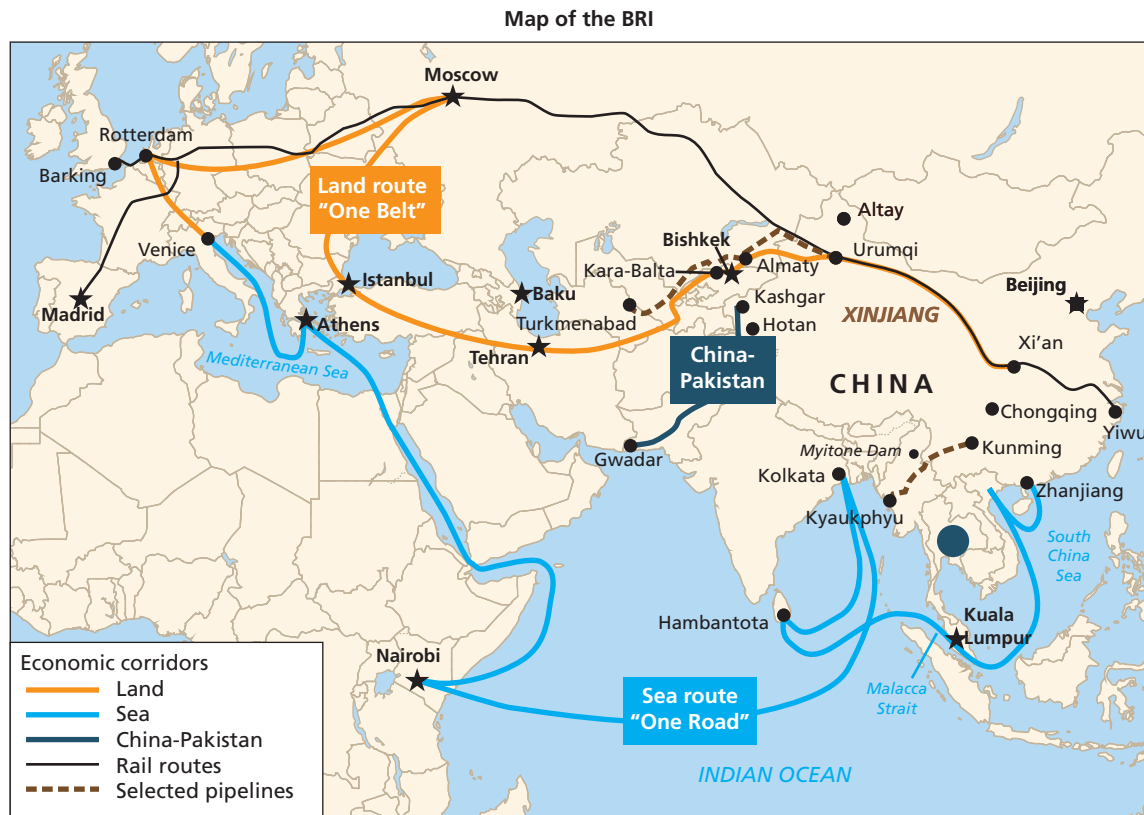 Map of the BRI
Moscow
Rotterdam
Barking
Land route
"One Belt"
Altay
Venice
Bishkek
Urumqi
Kara-Balta
Almaty
Istanbul
Baku
Beijing
Madrid
Kashgar
Athens
Turkmenabad
Hotan
XINJIANG
Tehran
Mediterranean Sea
Xi'an
China-
Pakistan
CHINA
Chongqing
Yiwu
Gwadar
Myitone Dam
Kunming
Kolkata
Zhanjiang
Kyaukphyu
South
China
Sea
Hambantota
Kuala
Lumpur
Nairobi
Malacca
Strait
Sea route
"One Road"
INDIAN OCEAN
Economic corridors
Land
Sea
China-Pakistan
Rail routes
Selected pipelines